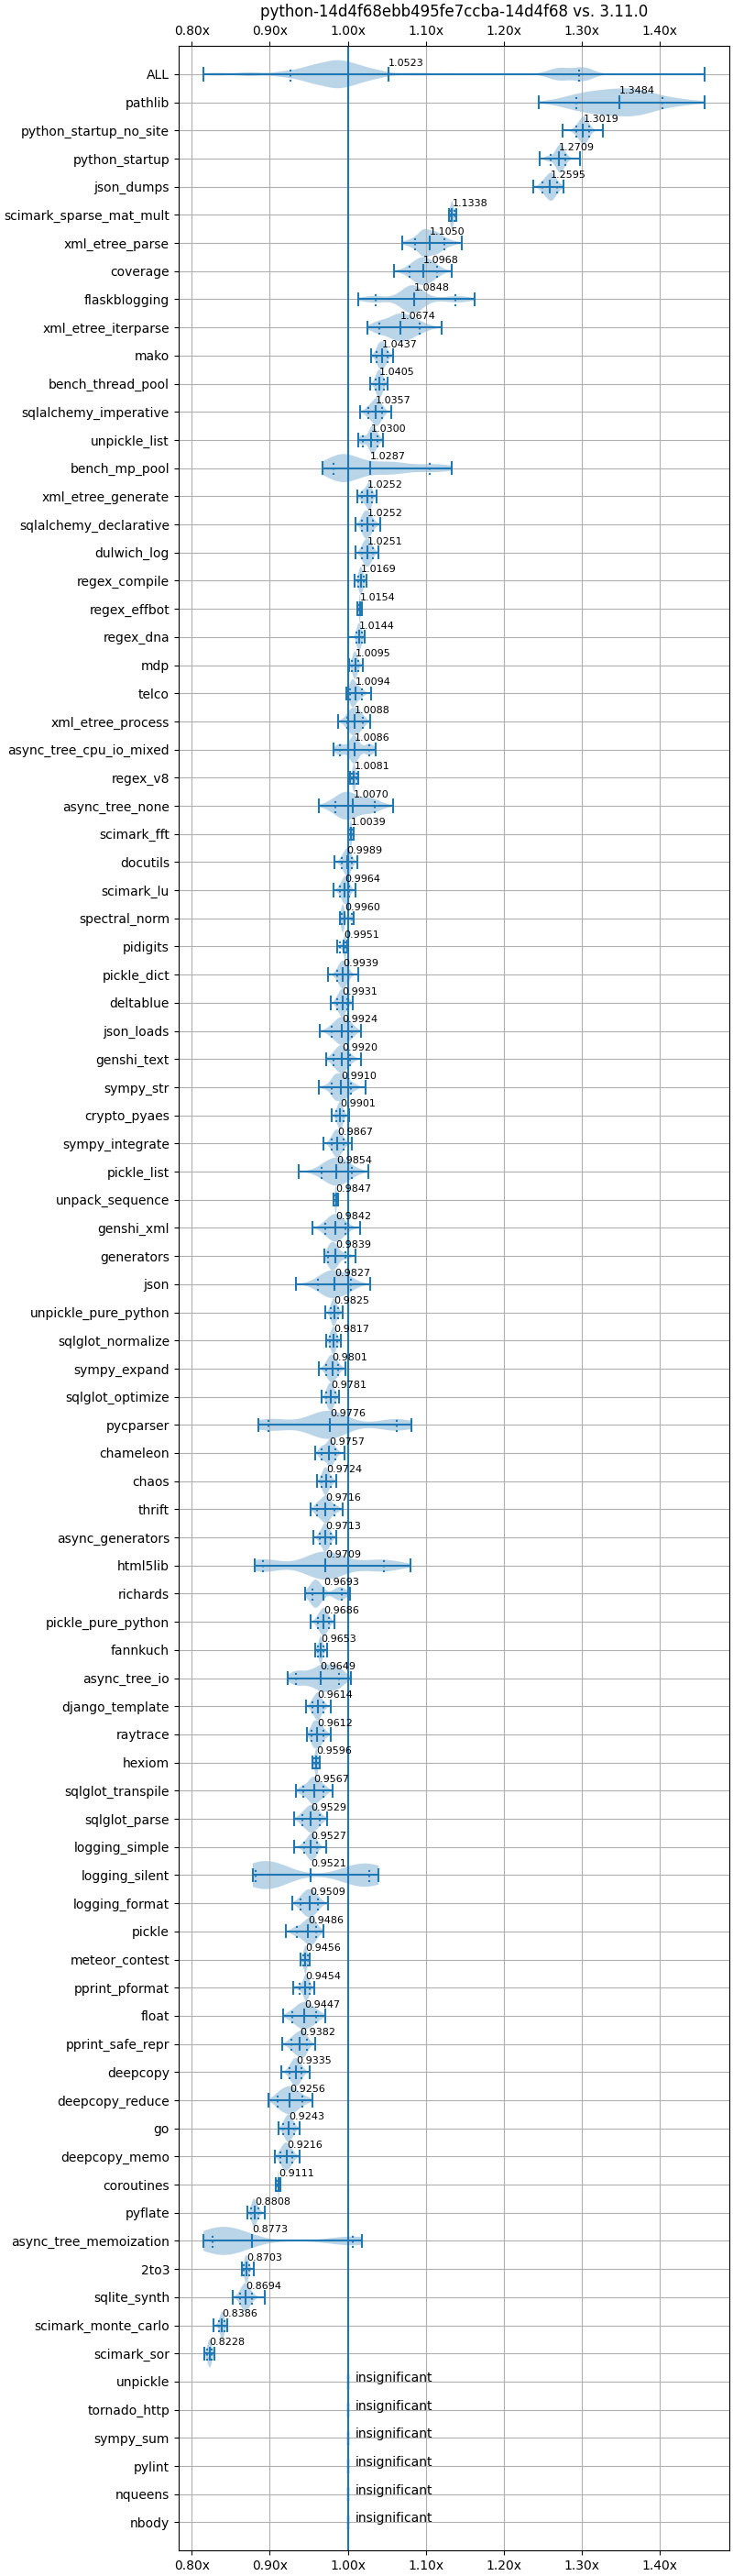 python-14d4f68ebb495fe7ccba-14d4f68 vs. 3.11.0
0.80x 0.90x 1.00x 1.10x 1.20x 1.30x 1.40x
ALL 1.0523
pathlib 1.3484
python_startup_no_site 1.3019
python_startup 1.2709
json_dumps 1.2595
scimark_sparse_mat_mult 1.1338
xml_etree_parse 1.1050
coverage 1.0968
flaskblogging 1.0848
xml_etree_iterparse 1.0674
mako 1.0437
bench_thread_pool 1.0405
sqlalchemy_imperative 1.0357
unpickle_list 1.0300
bench_mp_pool 1.0287
xml_etree_generate 1.0252
sqlalchemy_declarative 1.0252
dulwich_log 1.0251
regex_compile 1.0169
regex_effbot 1.0154
regex_dna 1.0144
mdp 1.0095
telco 1.0094
xml_etree_process 1.0088
async_tree_cpu_io_mixed 1.0086
regex_v8 1.0081
async_tree_none 1.0070
scimark_fft 1.0039
docutils 0.9989
scimark_lu 0.9964
spectral_norm 0.9960
pidigits 0.9951
pickle_dict 0.9939
deltablue 0.9931
json_loads 0.9924
genshi_text 0.9920
sympy_str 0.9910
crypto_pyaes 0.9901
sympy_integrate 0.9867
pickle_list 0.9854
unpack_sequence 0.9847
genshi_xml 0.9842
generators 0.9839
json 0.9827
unpickle_pure_python 0.9825
sqlglot_normalize 0.9817
sympy_expand 0.9801
sqlglot_optimize 0.9781
pycparser 0.9776
chameleon 0.9757
chaos 0.9724
thrift 0.9716
async_generators 0.9713
html5lib 0.9709
richards 0.9693
pickle_pure_python 0.9686
fannkuch 0.9653
async_tree_io 0.9649
django_template 0.9614
raytrace 0.9612
hexiom 0.9596
sqlglot_transpile 0.9567
sqlglot_parse 0.9529
logging_simple 0.9527
logging_silent 0.9521
logging_format 0.9509
pickle 0.9486
meteor_contest 0.9456
pprint_pformat 0.9454
float 0.9447
pprint_safe_repr 0.9382
deepcopy 0.9335
deepcopy_reduce 0.9256
go 0.9243
deepcopy_memo 0.9216
coroutines 0.9111
pyflate 0.8808
async_tree_memoization 0.8773
2to3 0.8703
sqlite_synth 0.8694
scimark_monte_carlo 0.8386
scimark_sor 0.8228
unpickle insignificant
tornado_http insignificant
sympy_sum insignificant
pylint insignificant
nqueens insignificant
nbody insignificant
0.80x 0.90x 1.00x 1.10x 1.20x 1.30x 1.40x